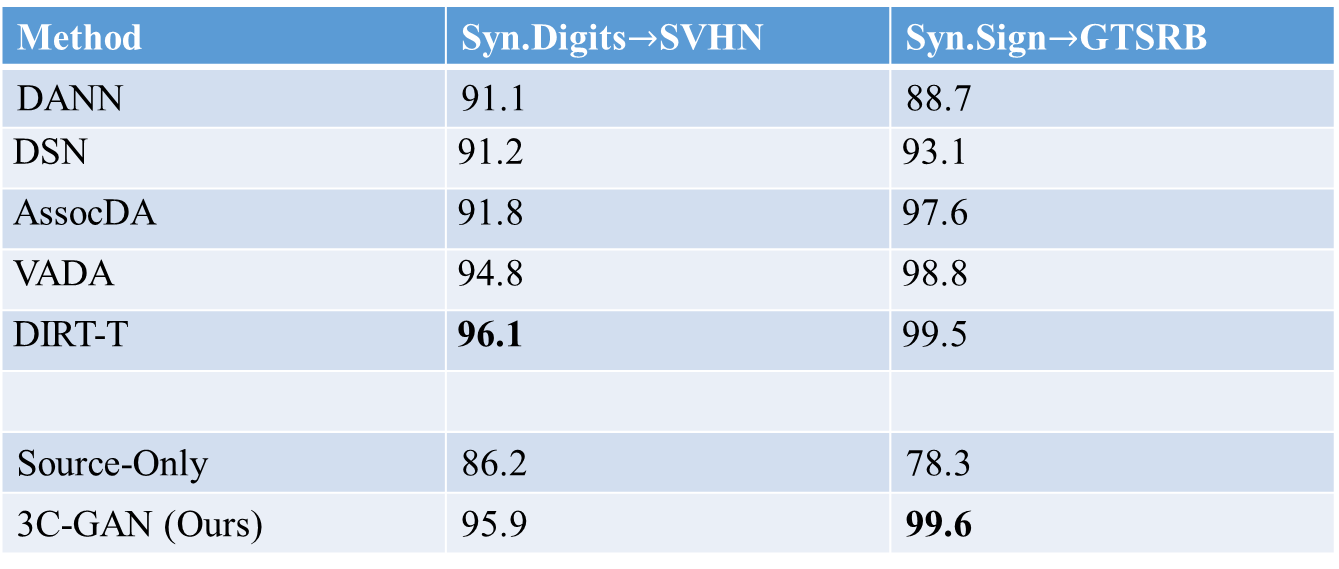 Method Syn.Digits→SVHN Syn.Sign→GTSRB
DANN 91.1 88.7
DSN 91.2 93.1
AssocDA 91.8 97.6
VADA 94.8 98.8
DIRT-T 96.1 99.5
Source-Only 86.2 78.3
3C-GAN (Ours) 95.9 99.6